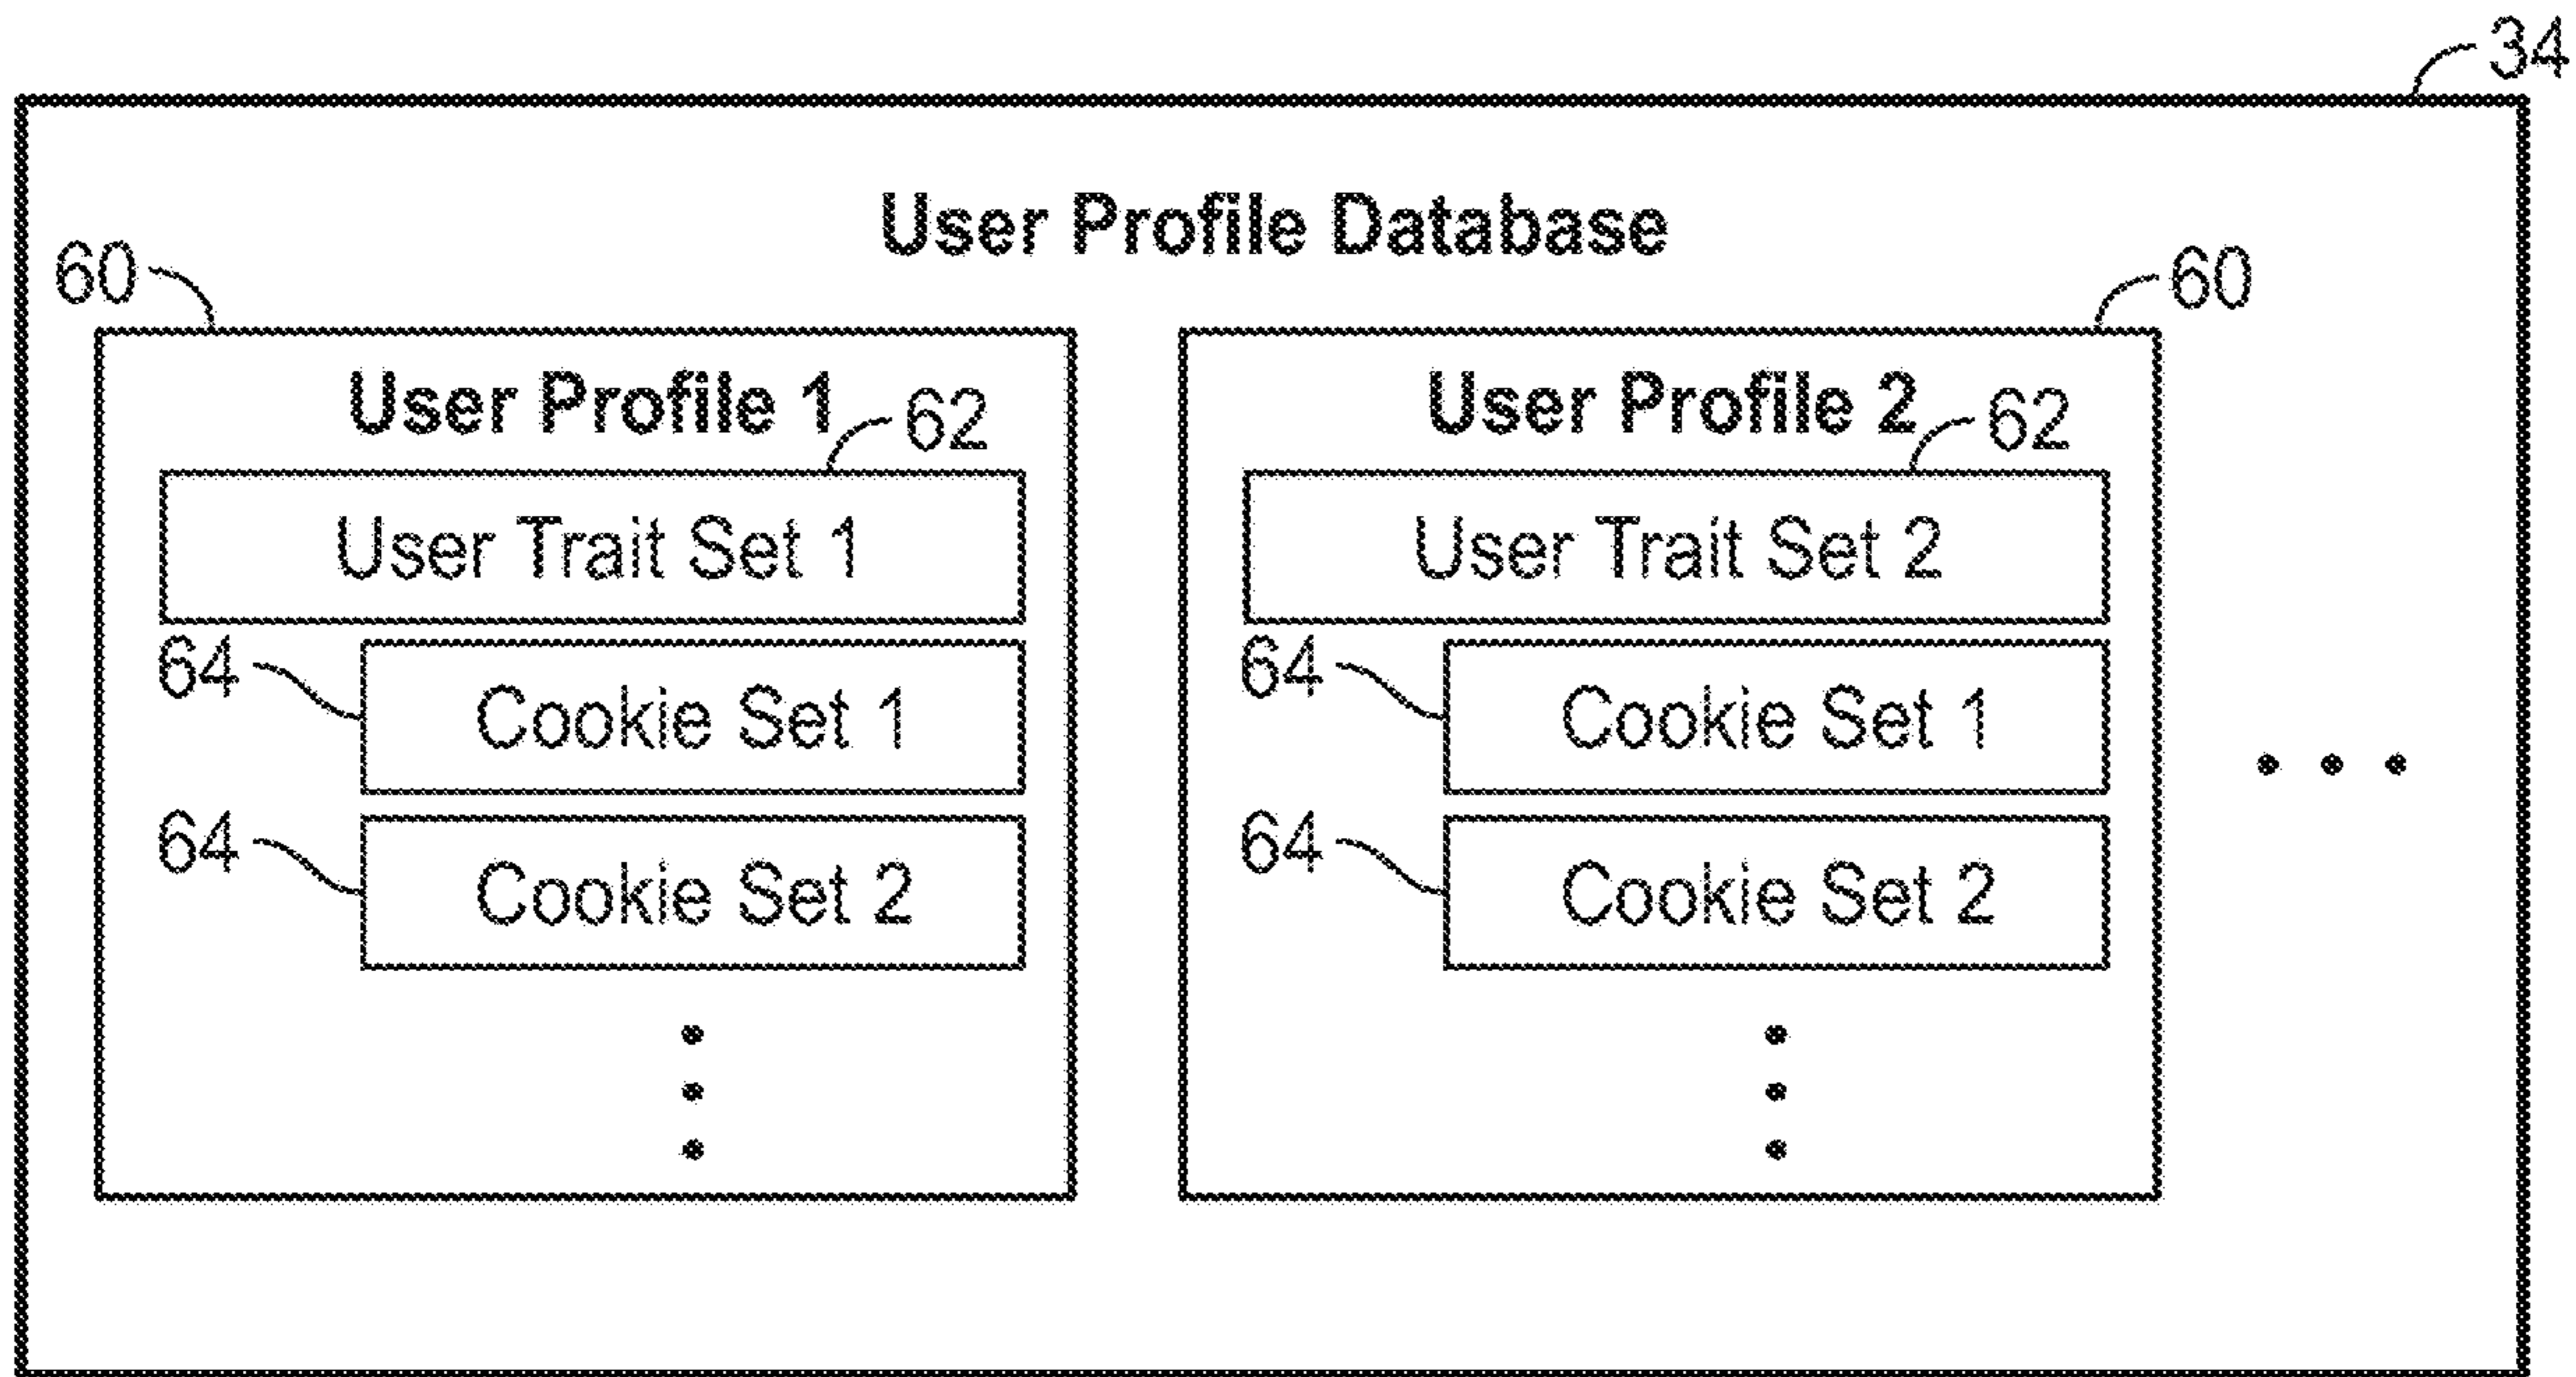 34
User Profile Database
60
60
User Profile 1
62
User Trait Set 1
64
Cookie Set 1
64
Cookie Set 2
User Profile 2
62
User Trait Set 2
64
Cookie Set 1
64
Cookie Set 2